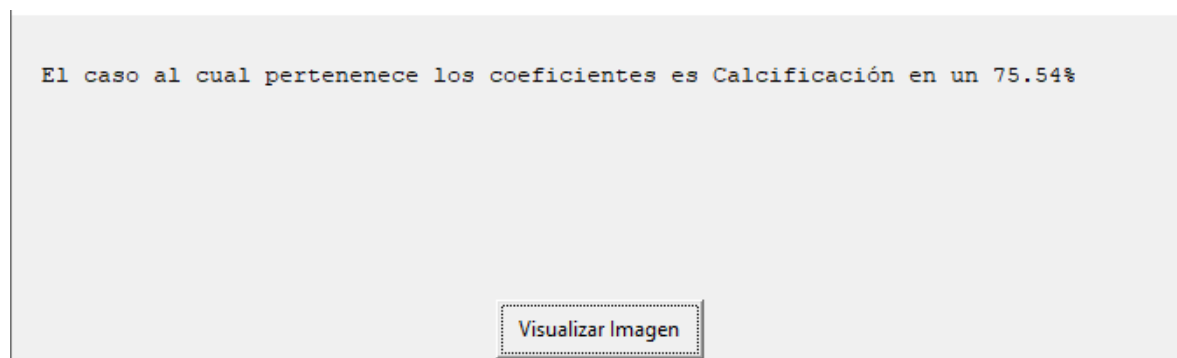 El caso al cual pertenenece los coeficientes es Calcificación en un 75.54%
Visualizar Imagen